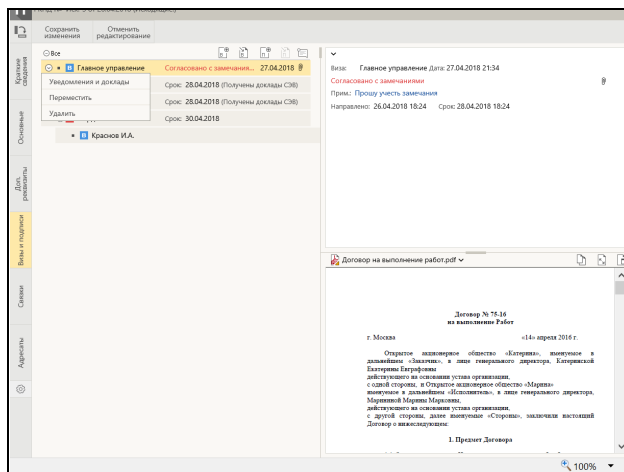 Сохранить изменения
Отменить редактирование
Все
Главное управление Согласовано с замечания... 27.04.2018
Уведомления и доклады
Переместить
Удалить
Срок: 28.04.2018 (Получены доклады СЭВ)
Срок: 28.04.2018 (Получены доклады СЭВ)
Срок: 30.04.2018
Краснов И.А.
Краткие сведения
Основные
Доп. реквизиты
Визы и подписи
Связки
Адресаты
Виза: Главное управление Дата: 27.04.2018 21:34
Согласовано с замечаниями
Прим.: Прошу учесть замечания
Направлено: 26.04.2018 18:24 Срок: 28.04.2018 18:24
Договор на выполнение работ.pdf
Договор № 75-16
на выполнение Работ
г. Москва «14» апреля 2016 г.
Открытое акционерное общество «Катерина», именуемое в
дальнейшем «Заказчик», в лице генерального директора, Катеринской
Екатерины Евграфовны
действующего на основании устава организации,
с одной стороны, и Открытое акционерное общество «Марина»
именуемое в дальнейшем «Исполнитель», в лице генерального директора,
Марининой Марины Марковны,
действующего на основании устава организации,
с другой стороны, далее именуемые «Стороны», заключили настоящий
Договор о нижеследующем:
1. Предмет Договора
100%